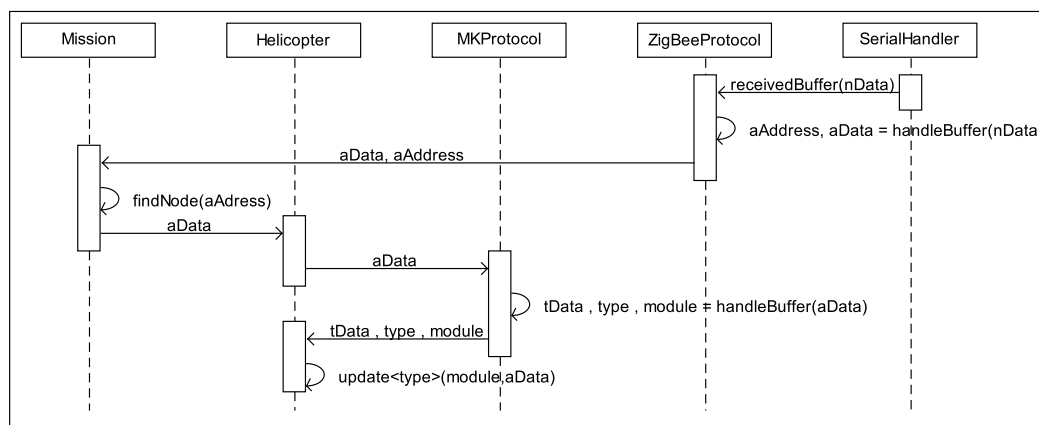 Mission
Helicopter
MKProtocol
ZigBeeProtocol
SerialHandler
receivedBuffer(nData)
aAddress, aData = handleBuffer(nData
aData, aAddress
findNode(aAdress)
aData
aData
tData , type , module = handleBuffer(aData)
tData , type , module
update<type>(module,aData)